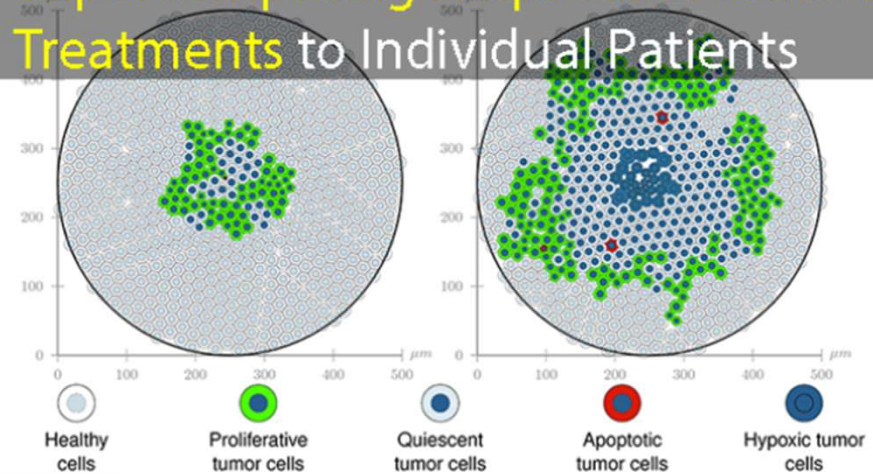 Treatments to Individual Patients
500
500
400
400
300
300
200
200
100
100
0
0
μm
μm
0 100 200 300 400 500
0 100 200 300 400 500
Healthy cells
Proliferative tumor cells
Quiescent tumor cells
Apoptotic tumor cells
Hypoxic tumor cells